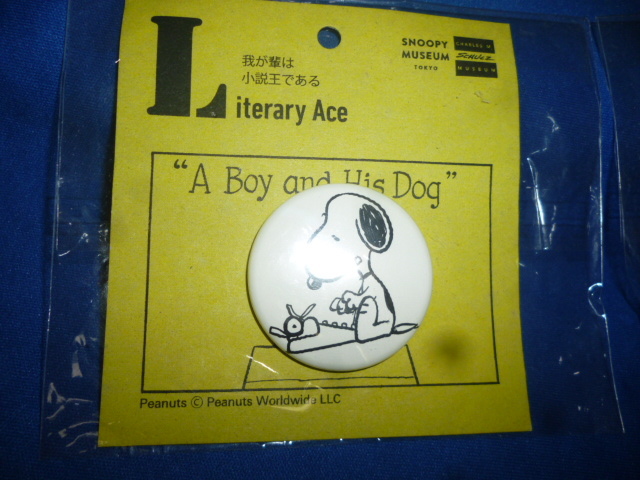 我が輩は
小説王である
Literary Ace
SNOOPY
MUSEUM
TOKYO
CHARLES M.
SCHULZ
MUSEUM
"A Boy and His Dog"
Peanuts © Peanuts Worldwide LLC